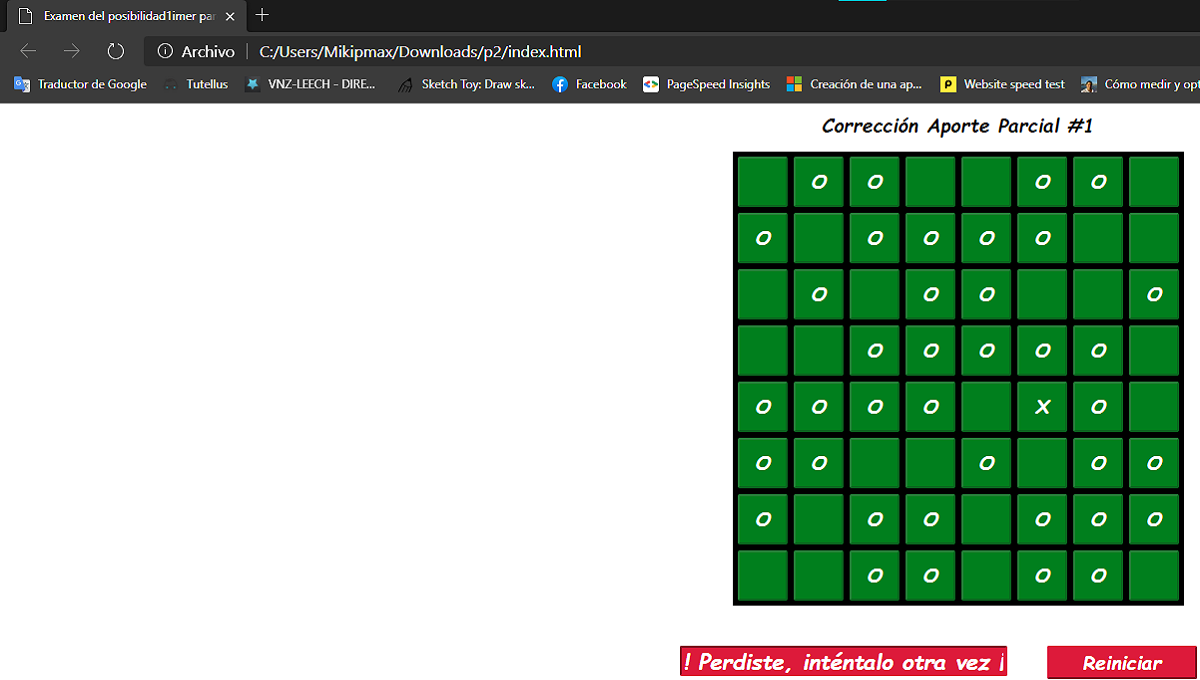 Examen del posibilidad1imer par
Archivo C:/Users/Mikipmax/Downloads/p2/index.html
Traductor de Google Tutellus VNZ-LEECH - DIRE... Sketch Toy: Draw sk... Facebook PageSpeed Insights Creación de una ap... P Website speed test Cómo medir y opt
Corrección Aporte Parcial #1
O O O O
O O O O O
O O O O
O O O O O
O O O O X O
O O O O O
O O O O O O
O O O O
! Perdiste, inténtalo otra vez ¡
Reiniciar